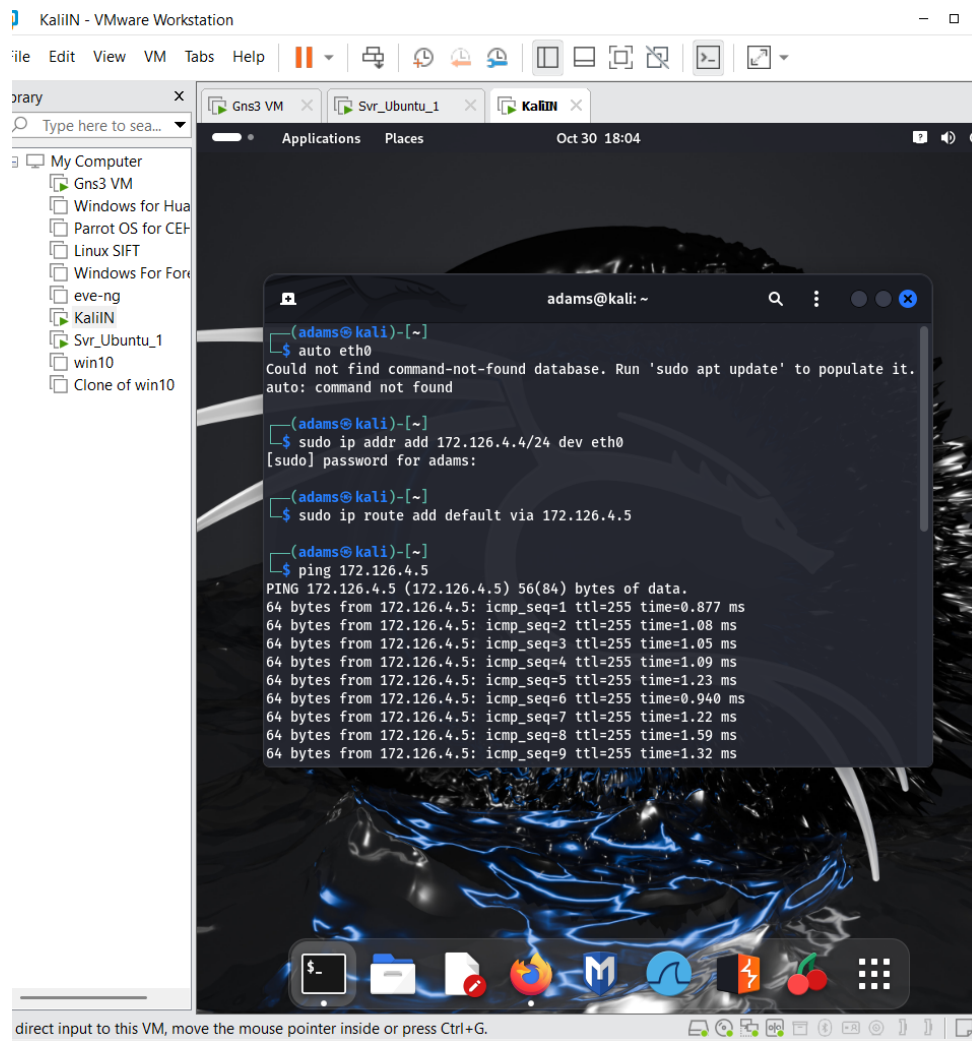 KaliIN - VMware Workstation
File Edit View VM Tabs Help
Library
Type here to sea...
Gns3 VM
Svr_Ubuntu_1
KaliIN
My Computer
Gns3 VM
Windows for Hua
Parrot OS for CEH
Linux SIFT
Windows For Fore
eve-ng
KaliIN
Svr_Ubuntu_1
win10
Clone of win10
Applications Places Oct 30 18:04
adams@kali: ~
(adams㉿kali)-[~]
$ auto eth0
Could not find command-not-found database. Run 'sudo apt update' to populate it.
auto: command not found
(adams㉿kali)-[~]
$ sudo ip addr add 172.126.4.4/24 dev eth0
[sudo] password for adams:
(adams㉿kali)-[~]
$ sudo ip route add default via 172.126.4.5
(adams㉿kali)-[~]
$ ping 172.126.4.5
PING 172.126.4.5 (172.126.4.5) 56(84) bytes of data.
64 bytes from 172.126.4.5: icmp_seq=1 ttl=255 time=0.877 ms
64 bytes from 172.126.4.5: icmp_seq=2 ttl=255 time=1.08 ms
64 bytes from 172.126.4.5: icmp_seq=3 ttl=255 time=1.05 ms
64 bytes from 172.126.4.5: icmp_seq=4 ttl=255 time=1.09 ms
64 bytes from 172.126.4.5: icmp_seq=5 ttl=255 time=1.23 ms
64 bytes from 172.126.4.5: icmp_seq=6 ttl=255 time=0.940 ms
64 bytes from 172.126.4.5: icmp_seq=7 ttl=255 time=1.22 ms
64 bytes from 172.126.4.5: icmp_seq=8 ttl=255 time=1.59 ms
64 bytes from 172.126.4.5: icmp_seq=9 ttl=255 time=1.32 ms
direct input to this VM, move the mouse pointer inside or press Ctrl+G.